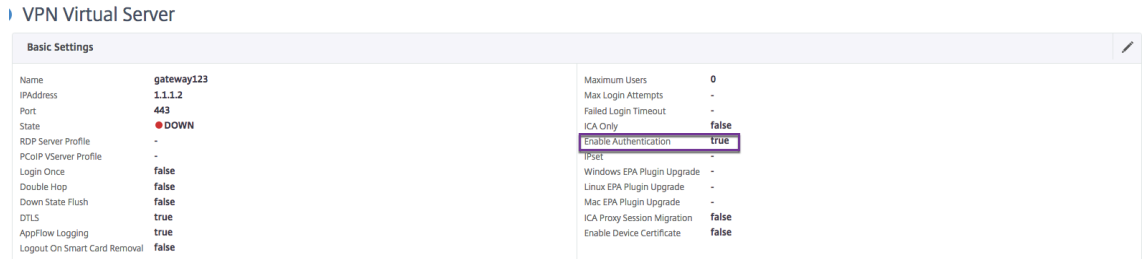 VPN Virtual Server
Basic Settings
Name gateway123
IPAddress 1.1.1.2
Port 443
State DOWN
RDP Server Profile -
PCoIP VServer Profile -
Login Once false
Double Hop false
Down State Flush false
DTLS true
AppFlow Logging true
Logout On Smart Card Removal false
Maximum Users 0
Max Login Attempts -
Failed Login Timeout -
ICA Only false
Enable Authentication true
IPset -
Windows EPA Plugin Upgrade -
Linux EPA Plugin Upgrade -
Mac EPA Plugin Upgrade -
ICA Proxy Session Migration false
Enable Device Certificate false